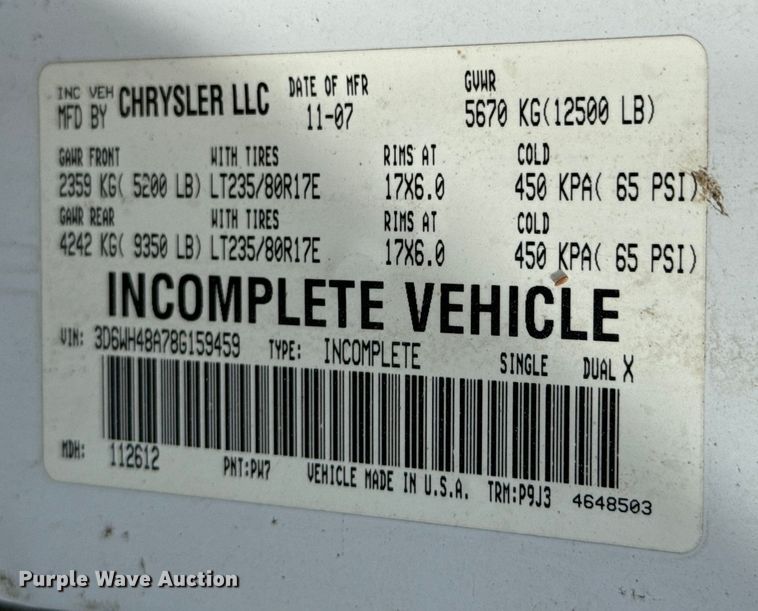 INC VEH
MFD BY CHRYSLER LLC DATE OF MFR 11-07 GVWR 5670 KG(12500 LB)
GAWR FRONT WITH TIRES RIMS AT COLD
2359 KG( 5200 LB) LT235/80R17E 17X6.0 450 KPA( 65 PSI)
GAWR REAR WITH TIRES RIMS AT COLD
4242 KG( 9350 LB) LT235/80R17E 17X6.0 450 KPA( 65 PSI)
INCOMPLETE VEHICLE
VIN: 3D6WH48A78G159459 TYPE: INCOMPLETE SINGLE DUAL X
MDH: 112612 PNT:PW7 VEHICLE MADE IN U.S.A. TRM:P9J3 4648503
Purple Wave Auction